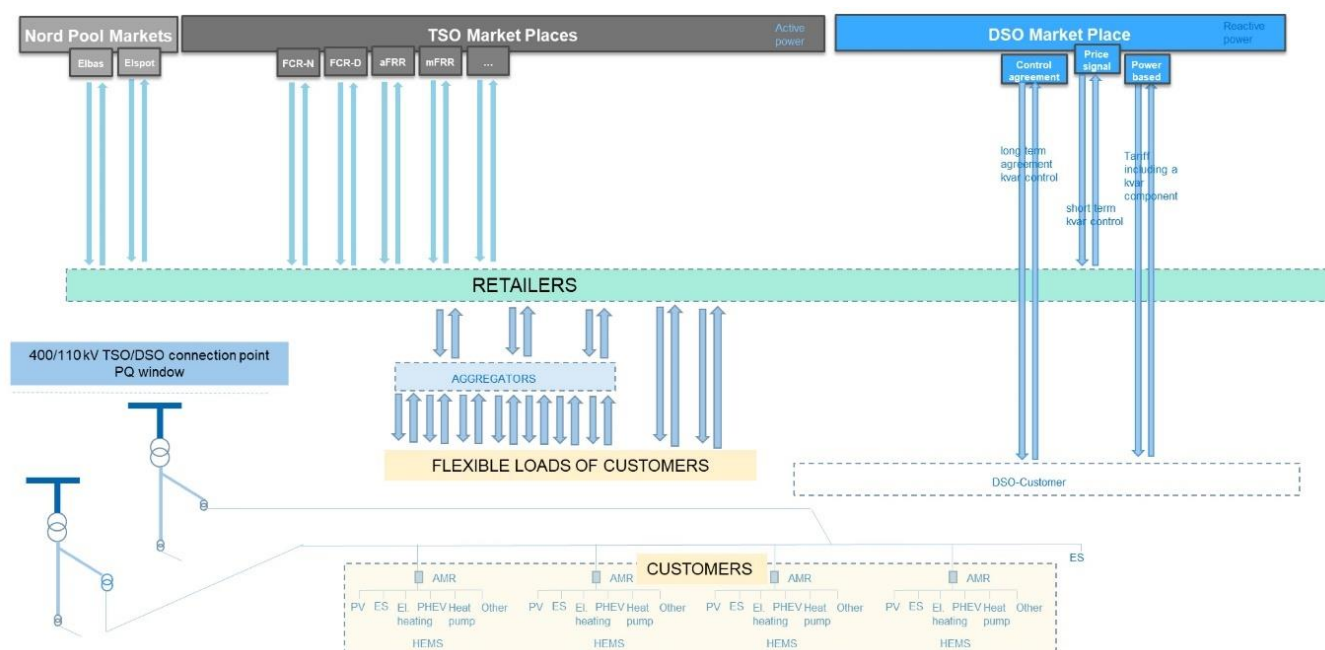 Nord Pool Markets
TSO Market Places
Active
power
DSO Market Place
Reactive
power
Elbas
Elspot
FCR-N
FCR-D
aFRR
mFRR
...
Control
agreement
Price
signal
Power
based
long term
agreement
kvar control
short term
kvar control
Tariff
including a
kvar
component
RETAILERS
400/110 kV TSO/DSO connection point
PQ window
AGGREGATORS
FLEXIBLE LOADS OF CUSTOMERS
DSO-Customer
ES
CUSTOMERS
AMR
AMR
AMR
AMR
PV ES El. heating PHEV Heat pump Other
HEMS
PV ES El. heating PHEV Heat pump Other
HEMS
PV ES El. heating PHEV Heat pump Other
HEMS
PV ES El. heating PHEV Heat pump Other
HEMS